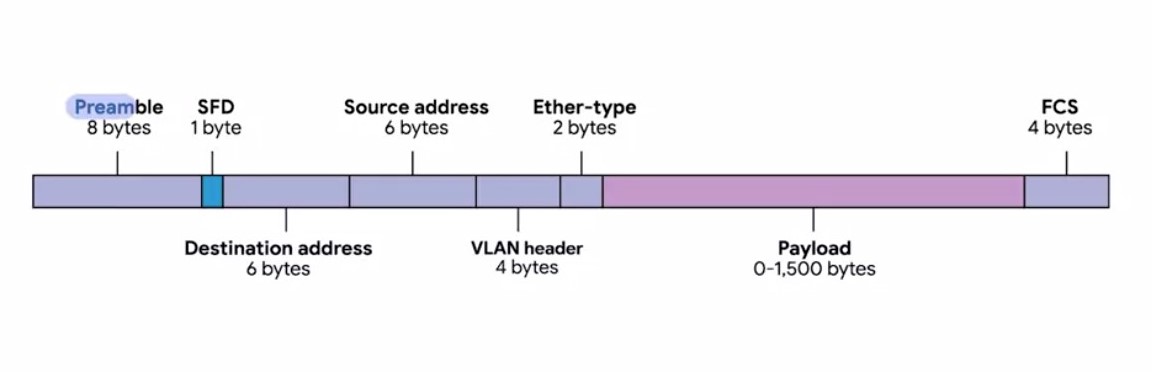 Preamble
8 bytes
SFD
1 byte
Source address
6 bytes
Ether-type
2 bytes
FCS
4 bytes
Destination address
6 bytes
VLAN header
4 bytes
Payload
0-1,500 bytes